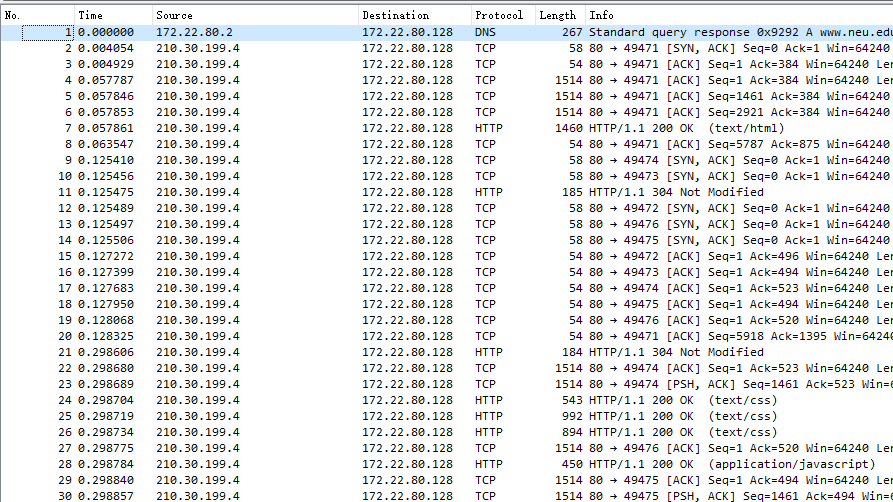 No. Time Source Destination Protocol Length Info
1 0.000000 172.22.80.2 172.22.80.128 DNS 267 Standard query response 0x9292 A www.neu.edu
2 0.004054 210.30.199.4 172.22.80.128 TCP 58 80 → 49471 [SYN, ACK] Seq=0 Ack=1 Win=64240
3 0.004929 210.30.199.4 172.22.80.128 TCP 54 80 → 49471 [ACK] Seq=1 Ack=384 Win=64240 Len
4 0.057787 210.30.199.4 172.22.80.128 TCP 1514 80 → 49471 [ACK] Seq=1 Ack=384 Win=64240 Len
5 0.057846 210.30.199.4 172.22.80.128 TCP 1514 80 → 49471 [ACK] Seq=1461 Ack=384 Win=64240
6 0.057853 210.30.199.4 172.22.80.128 TCP 1514 80 → 49471 [ACK] Seq=2921 Ack=384 Win=64240
7 0.057861 210.30.199.4 172.22.80.128 HTTP 1460 HTTP/1.1 200 OK (text/html)
8 0.063547 210.30.199.4 172.22.80.128 TCP 54 80 → 49471 [ACK] Seq=5787 Ack=875 Win=64240
9 0.125410 210.30.199.4 172.22.80.128 TCP 58 80 → 49474 [SYN, ACK] Seq=0 Ack=1 Win=64240
10 0.125456 210.30.199.4 172.22.80.128 TCP 58 80 → 49473 [SYN, ACK] Seq=0 Ack=1 Win=64240
11 0.125475 210.30.199.4 172.22.80.128 HTTP 185 HTTP/1.1 304 Not Modified
12 0.125489 210.30.199.4 172.22.80.128 TCP 58 80 → 49472 [SYN, ACK] Seq=0 Ack=1 Win=64240
13 0.125497 210.30.199.4 172.22.80.128 TCP 58 80 → 49476 [SYN, ACK] Seq=0 Ack=1 Win=64240
14 0.125506 210.30.199.4 172.22.80.128 TCP 58 80 → 49475 [SYN, ACK] Seq=0 Ack=1 Win=64240
15 0.127272 210.30.199.4 172.22.80.128 TCP 54 80 → 49472 [ACK] Seq=1 Ack=496 Win=64240 Len
16 0.127399 210.30.199.4 172.22.80.128 TCP 54 80 → 49473 [ACK] Seq=1 Ack=494 Win=64240 Len
17 0.127683 210.30.199.4 172.22.80.128 TCP 54 80 → 49474 [ACK] Seq=1 Ack=523 Win=64240 Len
18 0.127950 210.30.199.4 172.22.80.128 TCP 54 80 → 49475 [ACK] Seq=1 Ack=494 Win=64240 Len
19 0.128068 210.30.199.4 172.22.80.128 TCP 54 80 → 49476 [ACK] Seq=1 Ack=520 Win=64240 Len
20 0.128325 210.30.199.4 172.22.80.128 TCP 54 80 → 49471 [ACK] Seq=5918 Ack=1395 Win=64240
21 0.298606 210.30.199.4 172.22.80.128 HTTP 184 HTTP/1.1 304 Not Modified
22 0.298680 210.30.199.4 172.22.80.128 TCP 1514 80 → 49474 [ACK] Seq=1 Ack=523 Win=64240 Len
23 0.298689 210.30.199.4 172.22.80.128 TCP 1514 80 → 49474 [PSH, ACK] Seq=1461 Ack=523 Win=6
24 0.298704 210.30.199.4 172.22.80.128 HTTP 543 HTTP/1.1 200 OK (text/css)
25 0.298719 210.30.199.4 172.22.80.128 HTTP 992 HTTP/1.1 200 OK (text/css)
26 0.298734 210.30.199.4 172.22.80.128 HTTP 894 HTTP/1.1 200 OK (text/css)
27 0.298775 210.30.199.4 172.22.80.128 TCP 1514 80 → 49476 [ACK] Seq=1 Ack=520 Win=64240 Len
28 0.298784 210.30.199.4 172.22.80.128 HTTP 450 HTTP/1.1 200 OK (application/javascript)
29 0.298840 210.30.199.4 172.22.80.128 TCP 1514 80 → 49475 [ACK] Seq=1 Ack=494 Win=64240 Len
30 0.298857 210.30.199.4 172.22.80.128 TCP 1514 80 → 49475 [PSH, ACK] Seq=1461 Ack=494 Win=6